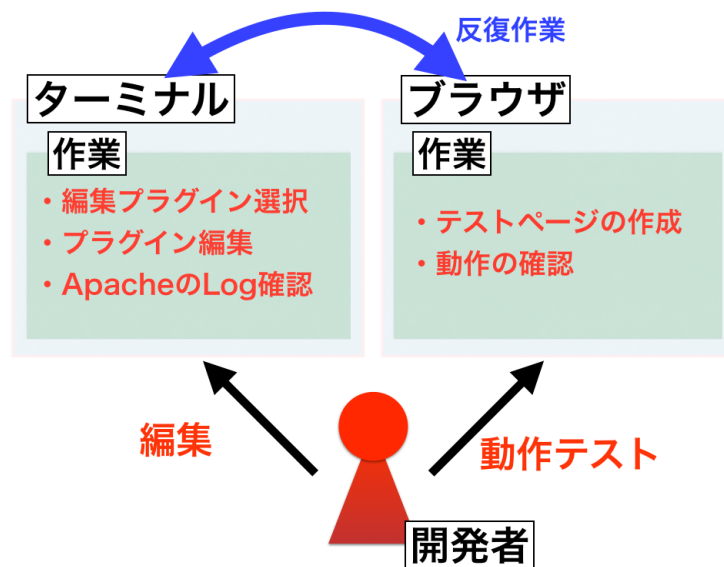 反復作業
ターミナル
作業
・編集プラグイン選択
・プラグイン編集
・ApacheのLog確認
ブラウザ
作業
・テストページの作成
・動作の確認
編集
動作テスト
開発者